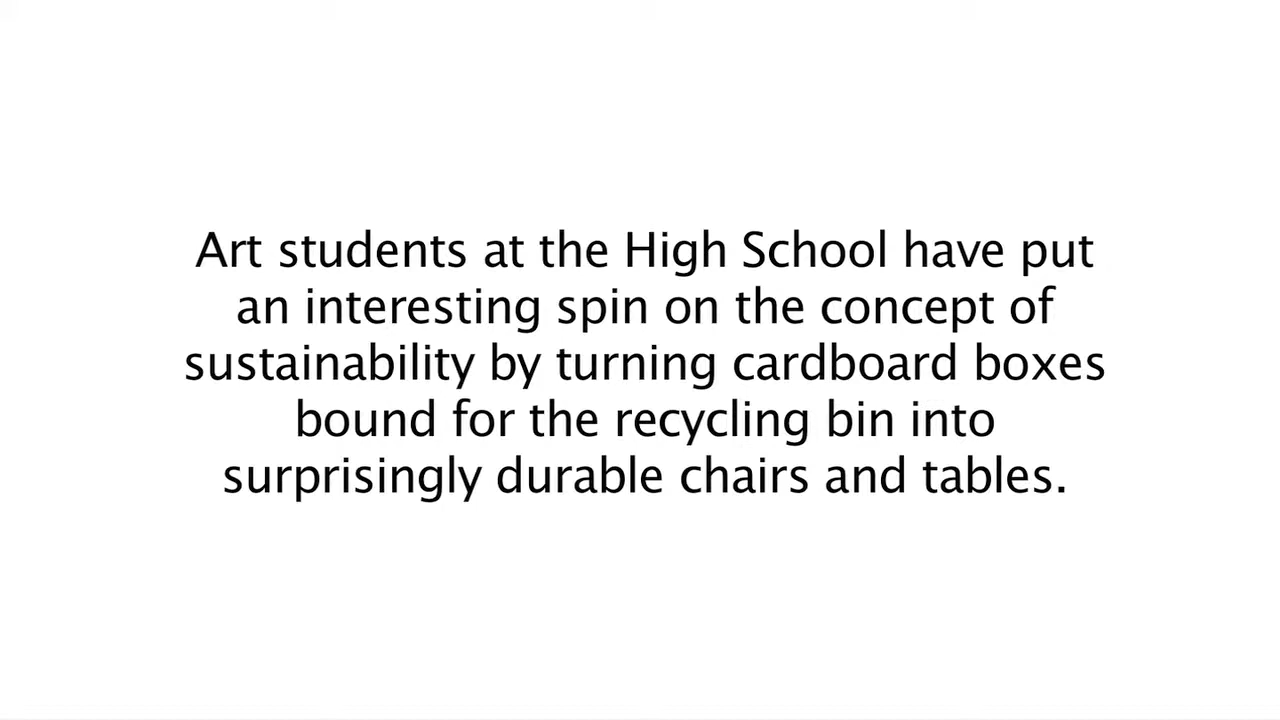 Art students at the High School have put
an interesting spin on the concept of
sustainability by turning cardboard boxes
bound for the recycling bin into
surprisingly durable chairs and tables.